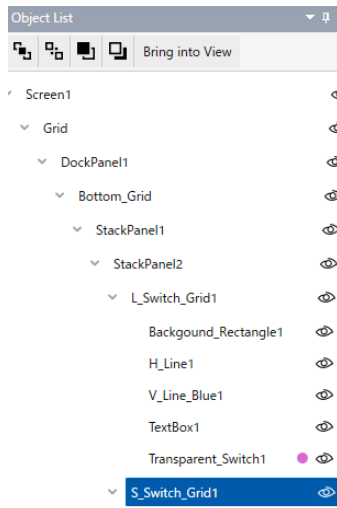 Object List
Bring into View
Screen1
Grid
DockPanel1
Bottom_Grid
StackPanel1
StackPanel2
L_Switch_Grid1
Backgound_Rectangle1
H_Line1
V_Line_Blue1
TextBox1
Transparent_Switch1
S_Switch_Grid1